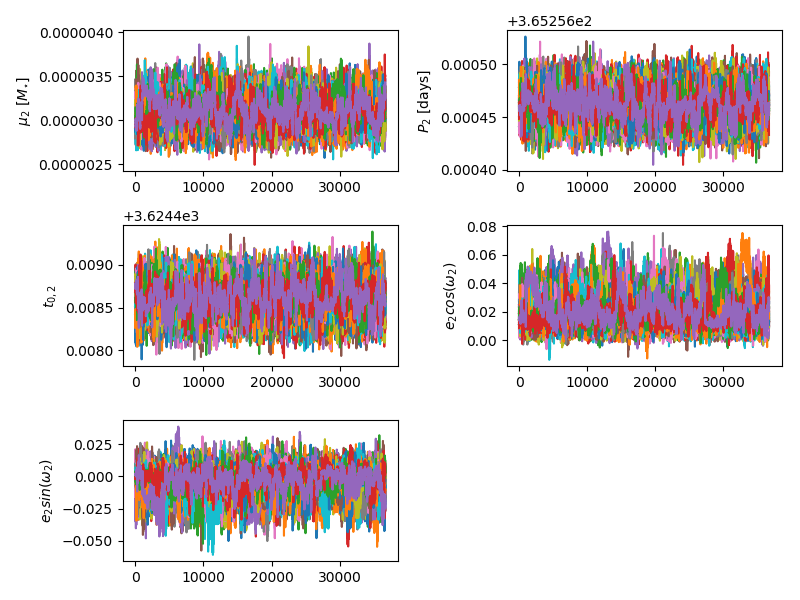 +3.65256e2
0.0000040
0.0000035
0.0000030
0.0000025
μ₂ [M⋆]
0 10000 20000 30000
0.00050
0.00045
0.00040
P₂ [days]
0 10000 20000 30000
+3.6244e3
0.0090
0.0085
0.0080
t₀,₂
0 10000 20000 30000
0.08
0.06
0.04
0.02
0.00
e₂cos(ω₂)
0 10000 20000 30000
0.025
0.000
−0.025
−0.050
e₂sin(ω₂)
0 10000 20000 30000